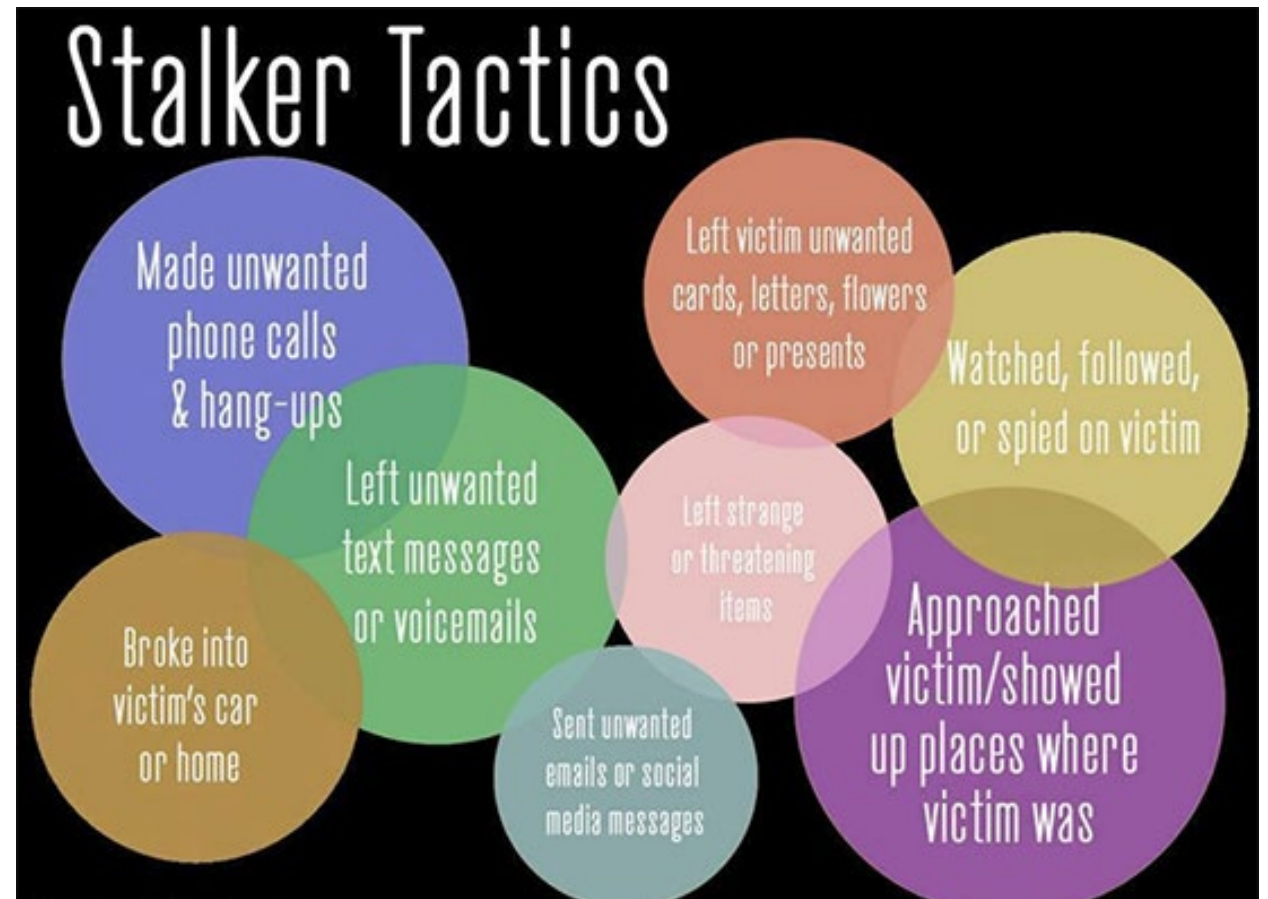 Stalker Tactics
Made unwanted
phone calls
& hang-ups
Left victim unwanted
cards, letters, flowers
or presents
Watched, followed,
or spied on victim
Left unwanted
text messages
or voicemails
Left strange
or threatening
items
Broke into
victim's car
or home
Sent unwanted
emails or social
media messages
Approached
victim/showed
up places where
victim was